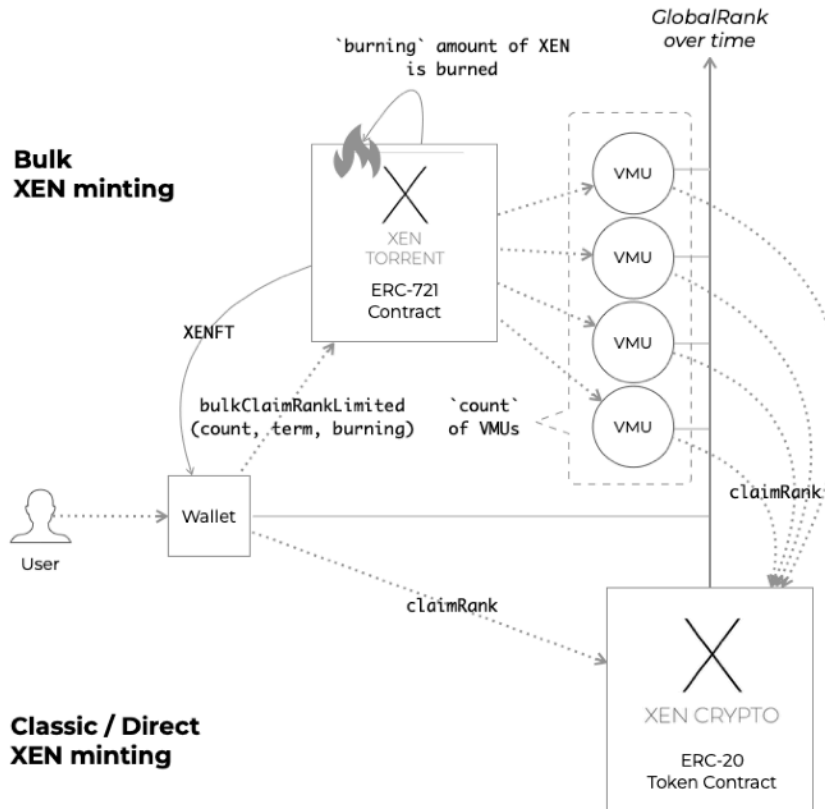 GlobalRank
over time
`burning` amount of XEN
is burned
Bulk
XEN minting
VMU
XEN
TORRENT
ERC-721
Contract
VMU
VMU
XENFT
bulkClaimRankLimited
(count, term, burning)
`count`
of VMUs
VMU
claimRank
Wallet
User
claimRank
XEN CRYPTO
Classic / Direct
XEN minting
ERC-20
Token Contract